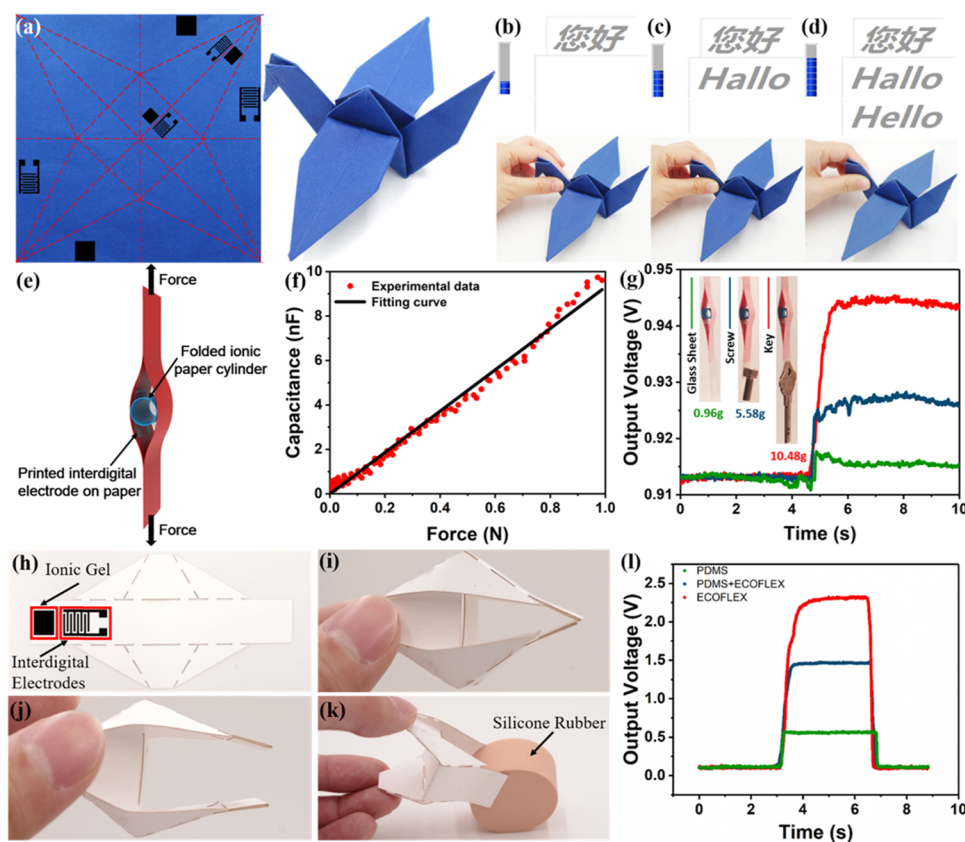 (a)
(b)
您好
(c)
您好
Hallo
(d)
您好
Hallo
Hello
(e)
Force
Folded ionic
paper cylinder
Printed interdigital
electrode on paper
Force
(f)
Experimental data
Fitting curve
Capacitance (nF)
10
8
6
4
2
0
0.0 0.2 0.4 0.6 0.8 1.0
Force (N)
(g)
Output Voltage (V)
0.95
0.94
0.93
0.92
0.91
Glass Sheet
Screw
Key
0.96g
5.58g
10.48g
0 2 4 6 8 10
Time (s)
(h)
Ionic Gel
Interdigital
Electrodes
(i)
(j)
(k)
Silicone Rubber
(l)
PDMS
PDMS+ECOFLEX
ECOFLEX
Output Voltage (V)
2.5
2.0
1.5
1.0
0.5
0.0
0 2 4 6 8 10
Time (s)